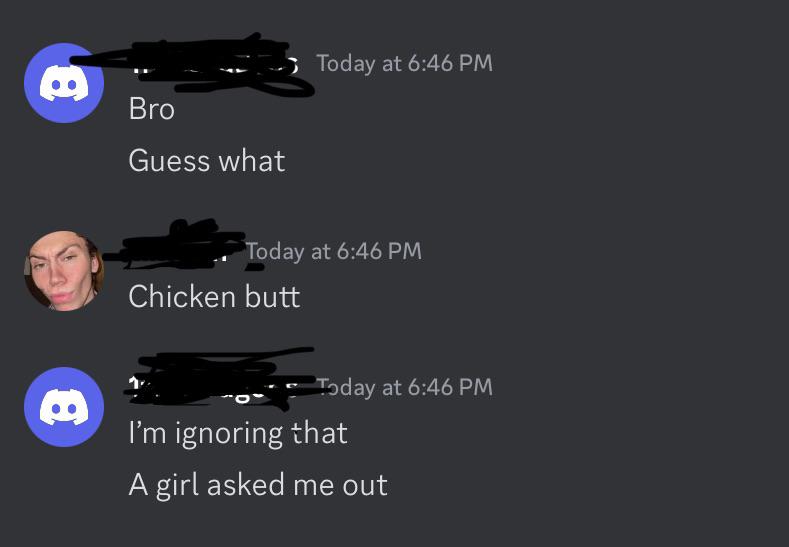 Today at 6:46 PM
Bro
Guess what
Today at 6:46 PM
Chicken butt
Today at 6:46 PM
I'm ignoring that
A girl asked me out